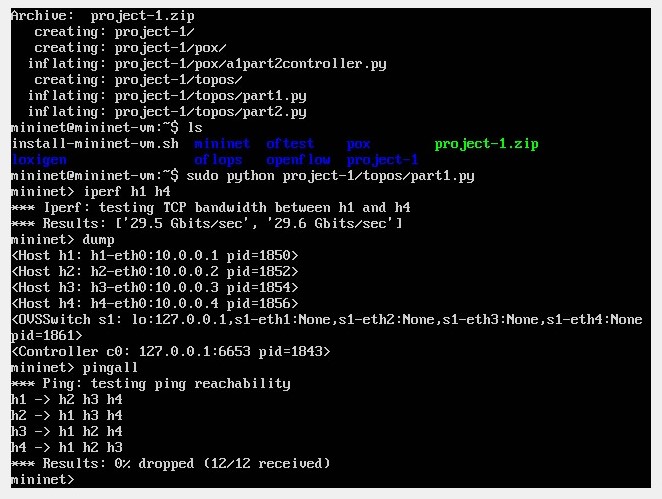 Archive:  project-1.zip
   creating: project-1/
   creating: project-1/pox/
  inflating: project-1/pox/a1part2controller.py
   creating: project-1/topos/
  inflating: project-1/topos/part1.py
  inflating: project-1/topos/part2.py
mininet@mininet-vm:~$ ls
install-mininet-vm.sh  mininet  oftest    pox        project-1.zip
loxigen                oflops   openflow  project-1
mininet@mininet-vm:~$ sudo python project-1/topos/part1.py
mininet> iperf h1 h4
*** Iperf: testing TCP bandwidth between h1 and h4
*** Results: ['29.5 Gbits/sec', '29.6 Gbits/sec']
mininet> dump
<Host h1: h1-eth0:10.0.0.1 pid=1850>
<Host h2: h2-eth0:10.0.0.2 pid=1852>
<Host h3: h3-eth0:10.0.0.3 pid=1854>
<Host h4: h4-eth0:10.0.0.4 pid=1856>
<OVSSwitch s1: lo:127.0.0.1,s1-eth1:None,s1-eth2:None,s1-eth3:None,s1-eth4:None
pid=1861>
<Controller c0: 127.0.0.1:6653 pid=1843>
mininet> pingall
*** Ping: testing ping reachability
h1 -> h2 h3 h4
h2 -> h1 h3 h4
h3 -> h1 h2 h4
h4 -> h1 h2 h3
*** Results: 0% dropped (12/12 received)
mininet>